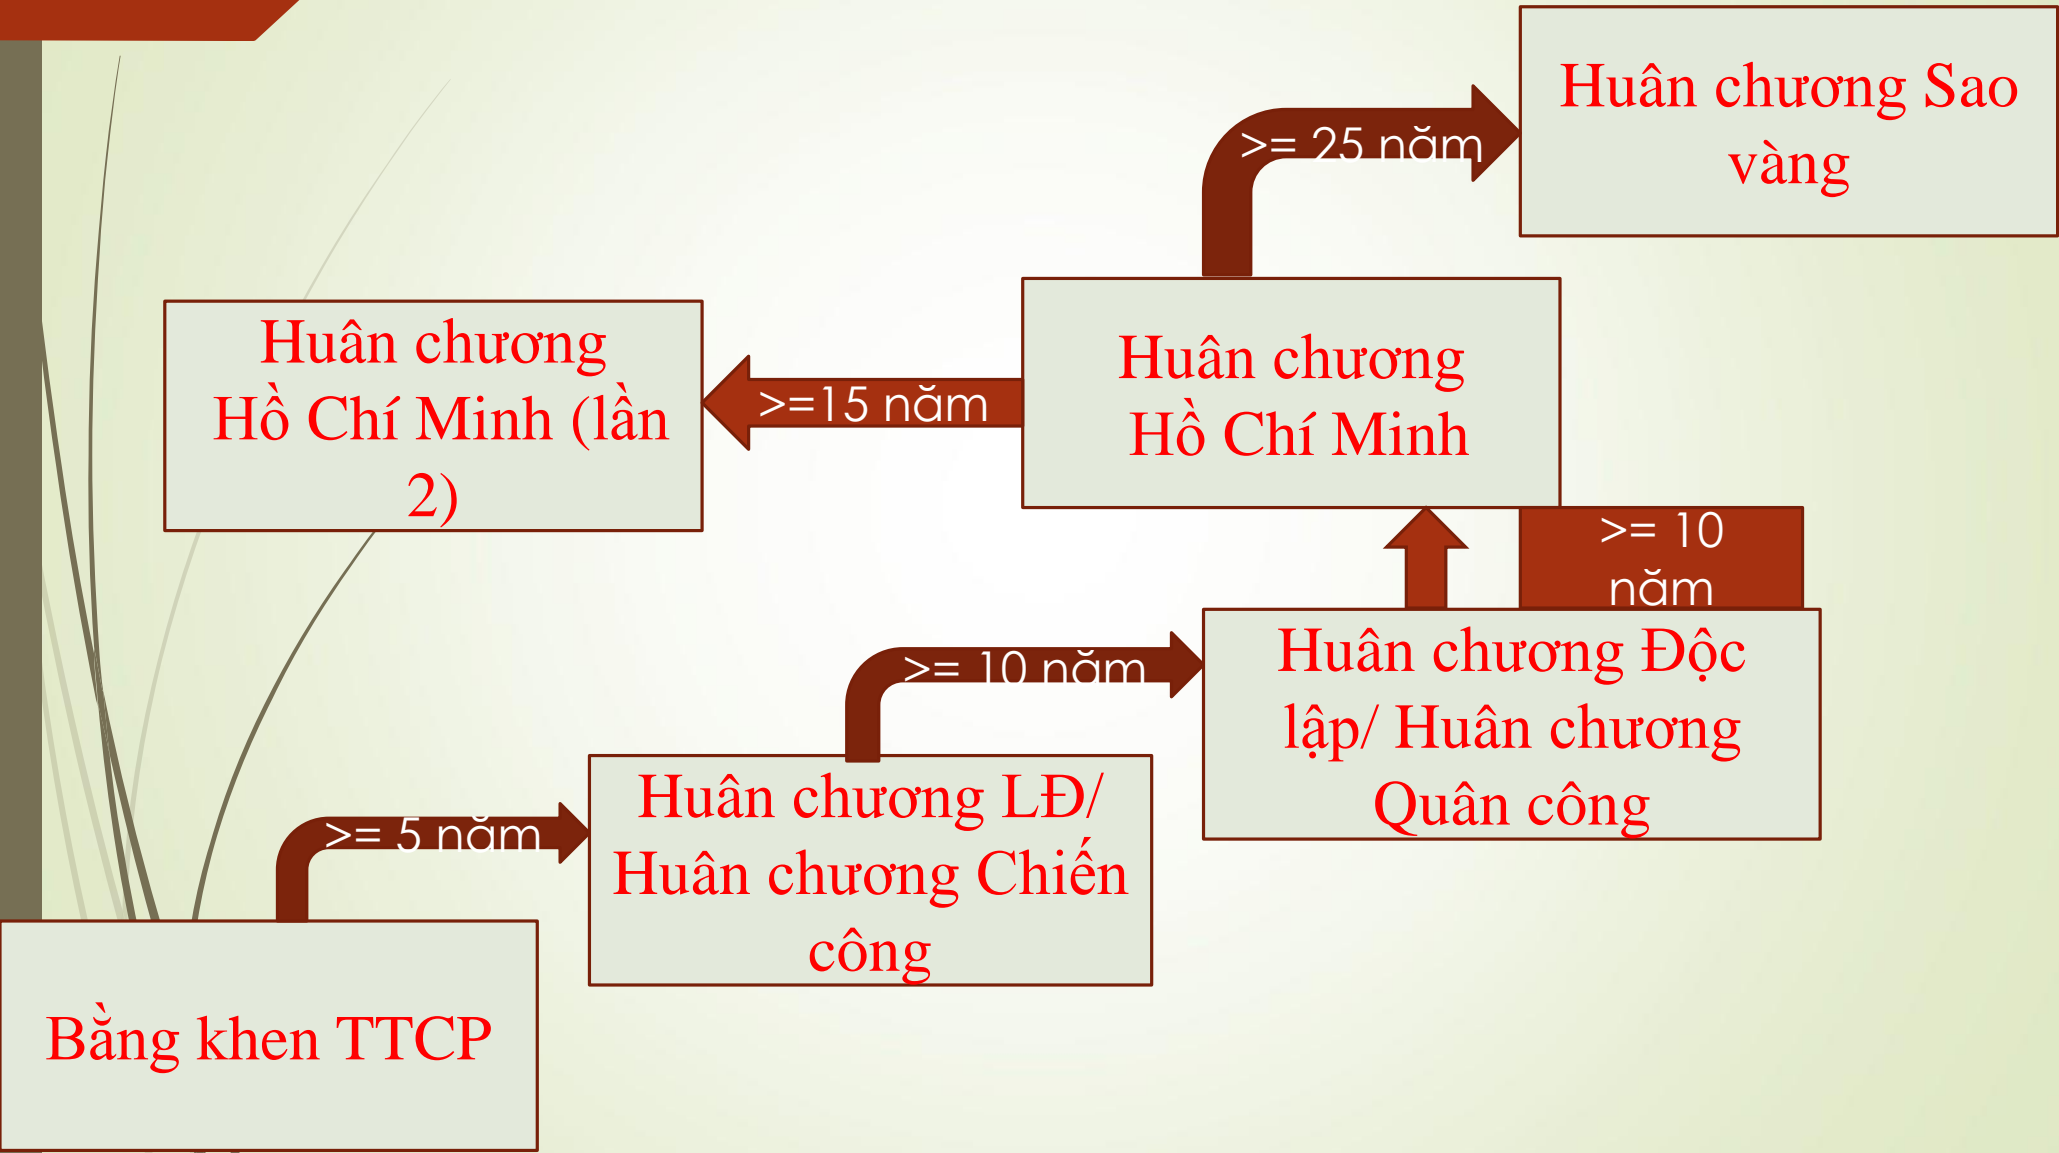 Huân chương Sao
vàng
>= 25 năm
Huân chương
Hồ Chí Minh (lần
2)
>=15 năm
Huân chương
Hồ Chí Minh
>= 10
năm
Huân chương Độc
lập/ Huân chương
Quân công
>= 10 năm
Huân chương LĐ/
Huân chương Chiến
công
>= 5 năm
Bằng khen TTCP